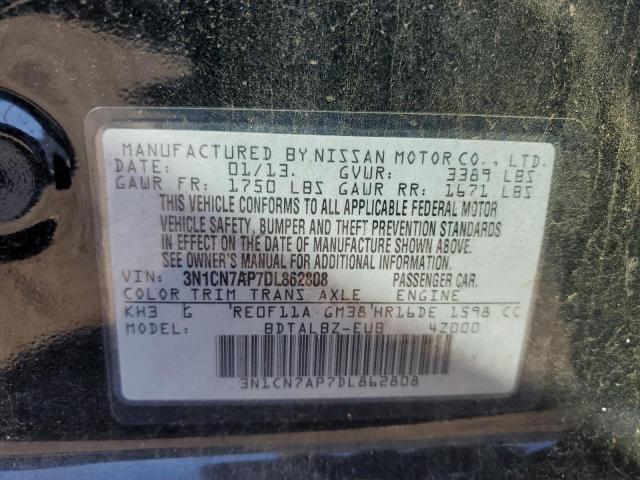 MANUFACTURED BY NISSAN MOTOR CO., LTD.
DATE: 01/13. GVWR: 3389 LBS
GAWR FR: 1750 LBS GAWR RR: 1671 LBS
THIS VEHICLE CONFORMS TO ALL APPLICABLE FEDERAL MOTOR
VEHICLE SAFETY, BUMPER AND THEFT PREVENTION STANDARDS
IN EFFECT ON THE DATE OF MANUFACTURE SHOWN ABOVE.
SEE OWNER'S MANUAL FOR ADDITIONAL INFORMATION.
VIN: 3N1CN7AP7DL862808 PASSENGER CAR.
COLOR TRIM TRANS AXLE ENGINE
KH3 G RE0F11A GM38 HR16DE 1598 CC
MODEL: BDTALBZ-EUB 4Z000
3N1CN7AP7DL862808